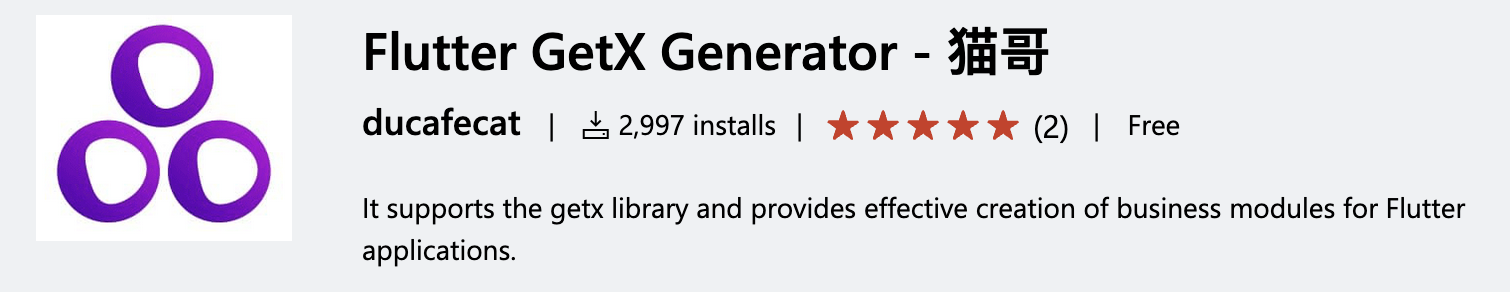 Flutter GetX Generator - 猫哥
ducafecat | 2,997 installs | ★★★★★ (2) | Free
It supports the getx library and provides effective creation of business modules for Flutter
applications.